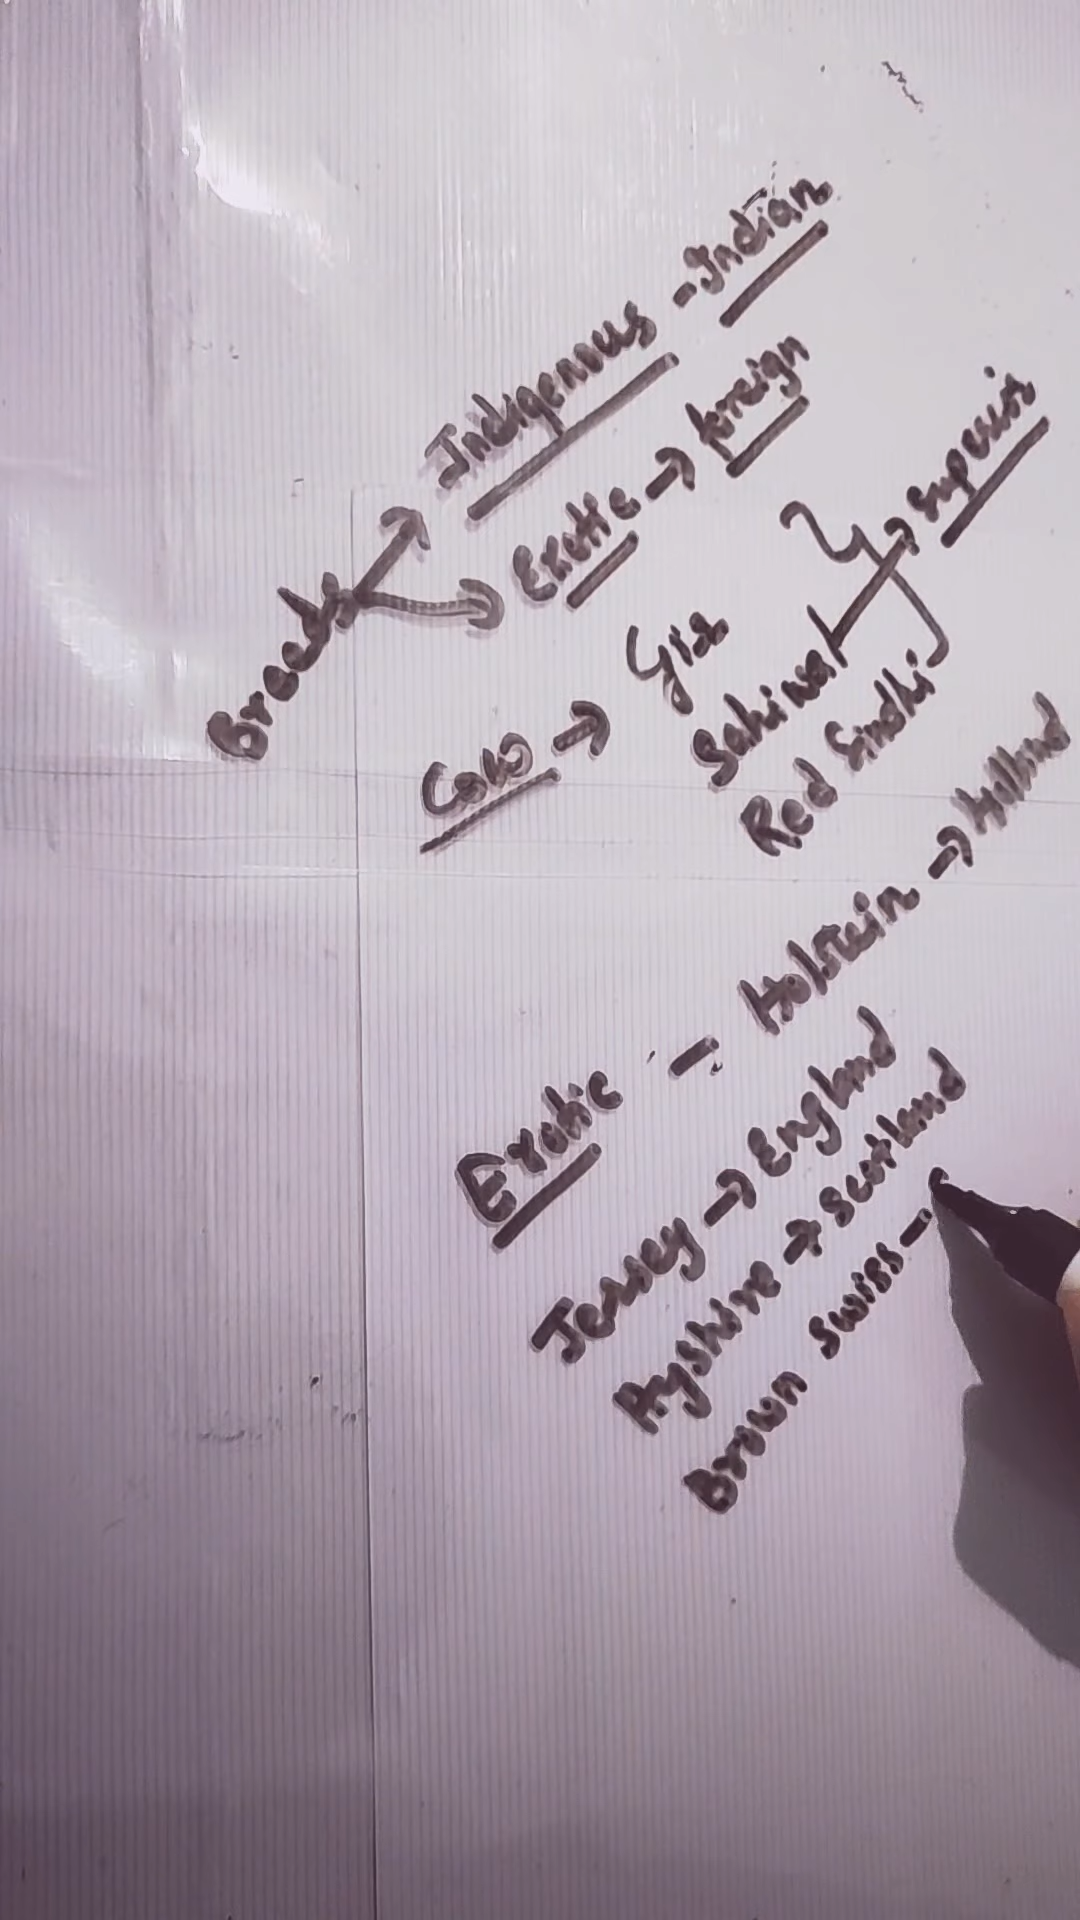 Breeds → Indigenous - Indian
→ Exotic → foreign
Cows → Gir
Sahiwal → Superior
Red Sindhi
Exotic - Holstein → Holland
Jersey → England
Ayshire → Scotland
Brown Swiss -